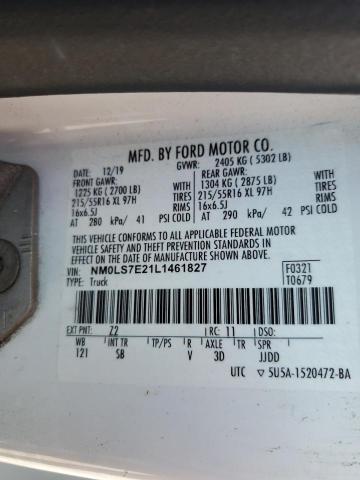 MFD. BY FORD MOTOR CO.
12/19 GVWR: 2405 KG ( 5302 LB)
FRONT GAWR: REAR GAWR:
1225 KG ( 2700 LB) WITH 1304 KG ( 2875 LB) WITH
215/55R16 XL 97H TIRES 215/55R16 XL 97H TIRES
16x6.5J RIMS 16x6.5J RIMS
AT 280 kPa/ 41 PSI COLD AT 290 kPa/ 42 PSI COLD
THIS VEHICLE CONFORMS TO ALL APPLICABLE FEDERAL MOTOR
VEHICLE SAFETY AND THEFT PREVENTION STANDARDS IN
EFFECT ON THE DATE OF MANUFACTURE SHOWN ABOVE.
VIN: NM0LS7E21L1461827 F0321
TYPE: Truck T0679
EXT PNT: Z2 RC: 11 DSO:
WB INT TR TP/PS R AXLE TR SPR
121 SB V 3D JJDD
UTC ▽5U5A-1520472-BA